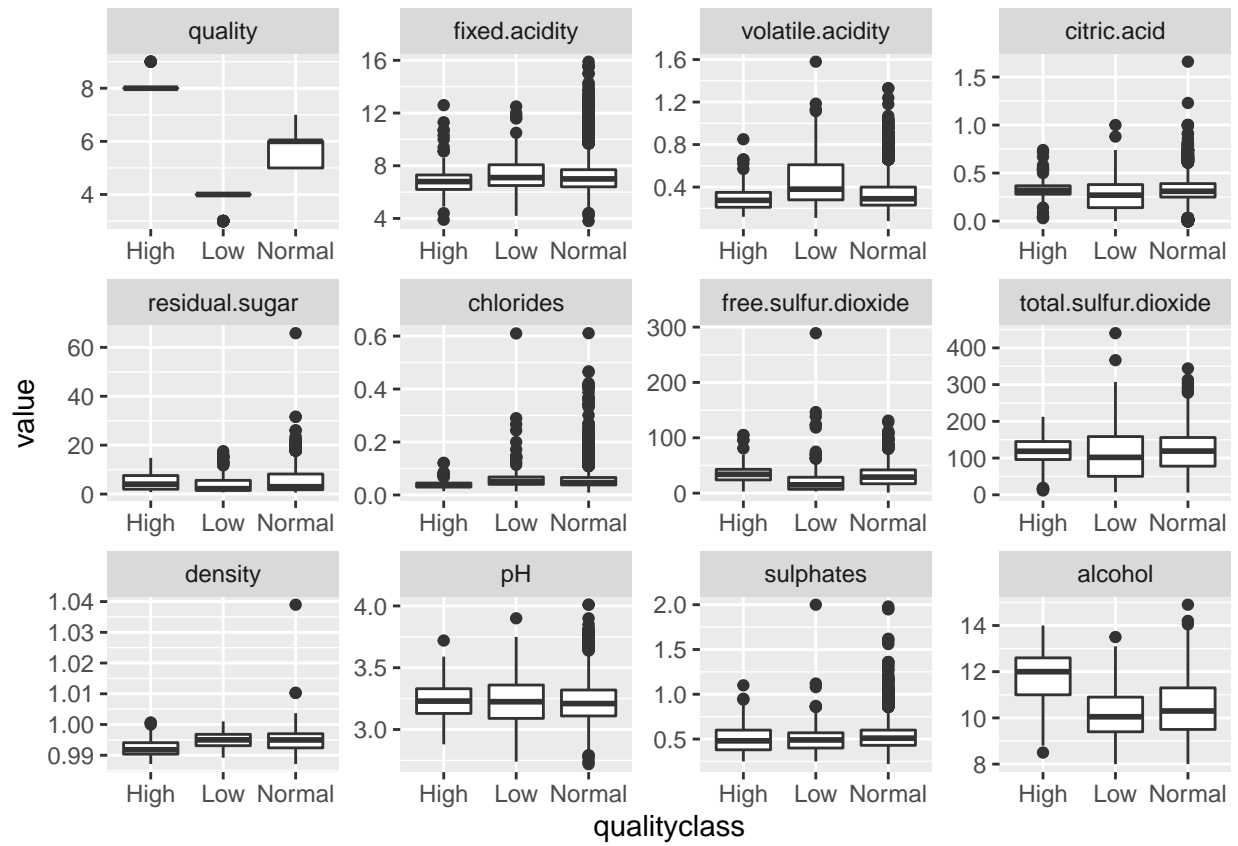 quality
fixed.acidity
volatile.acidity
citric.acid
8
6
4
16
12
8
4
1.6
1.2
0.8
0.4
1.5
1.0
0.5
0.0
High Low Normal
High Low Normal
High Low Normal
High Low Normal
residual.sugar
chlorides
free.sulfur.dioxide
total.sulfur.dioxide
60
40
20
0
0.6
0.4
0.2
0.0
300
200
100
0
400
300
200
100
0
High Low Normal
High Low Normal
High Low Normal
High Low Normal
density
pH
sulphates
alcohol
1.04
1.03
1.02
1.01
1.00
0.99
4.0
3.5
3.0
2.0
1.5
1.0
0.5
14
12
10
8
High Low Normal
High Low Normal
High Low Normal
High Low Normal
value
qualityclass